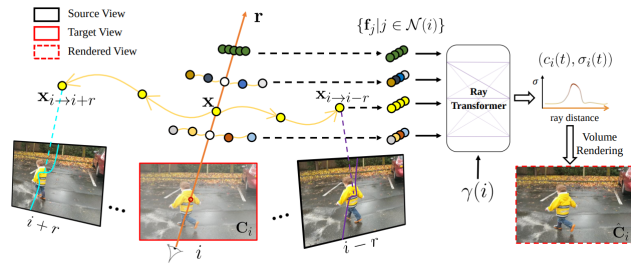 Source View
Target View
Rendered View
r
{f_j|j ∈ N(i)}
(c_i(t), σ_i(t))
x_{i→i+r}
x
x_{i→i−r}
Ray
Transformer
σ
ray distance
Volume
Rendering
γ(i)
i + r
...
C_i
i
...
i − r
Ĉ_i